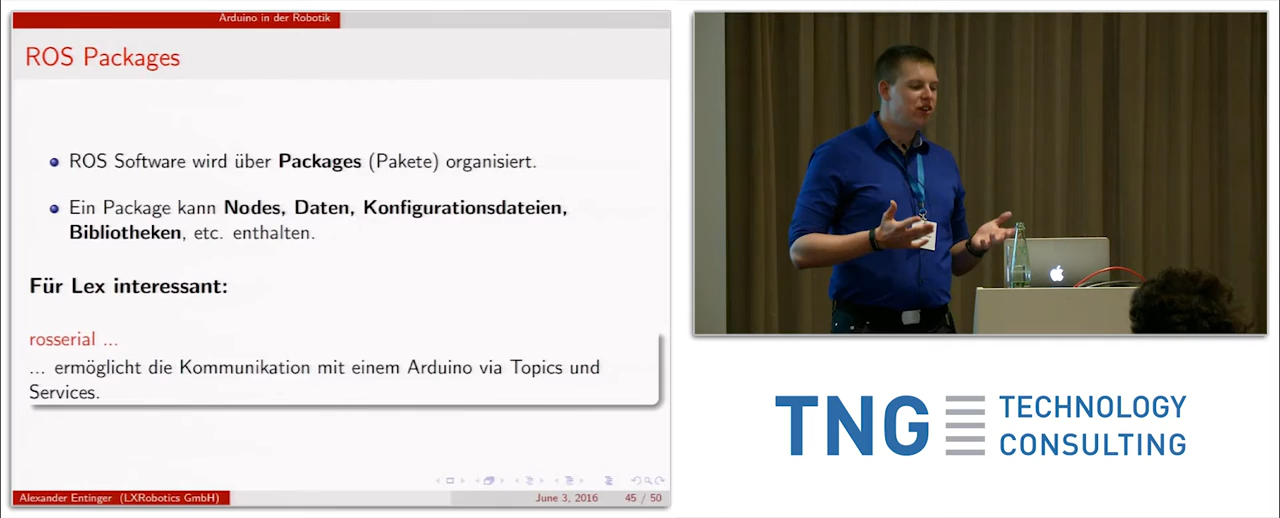 Arduino in der Robotik
ROS Packages
ROS Software wird über Packages (Pakete) organisiert.
Ein Package kann Nodes, Daten, Konfigurationsdateien,
Bibliotheken, etc. enthalten.
Für Lex interessant:
rosserial ...
... ermöglicht die Kommunikation mit einem Arduino via Topics und
Services.
Alexander Entinger (LXRobotics GmbH)
June 3, 2016
45 / 50
TNG
TECHNOLOGY
CONSULTING